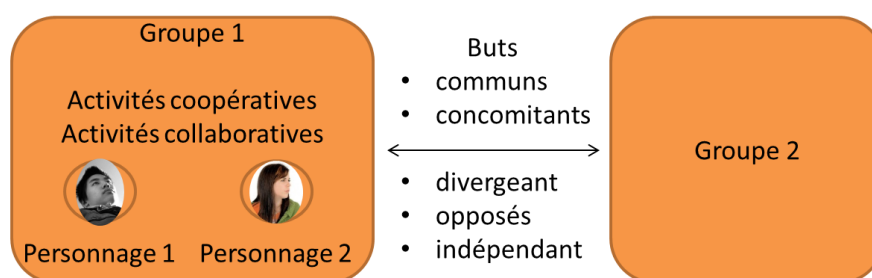 Groupe 1
Activités coopératives
Activités collaboratives
Personnage 1 Personnage 2
Buts
• communs
• concomitants
• divergeant
• opposés
• indépendant
Groupe 2